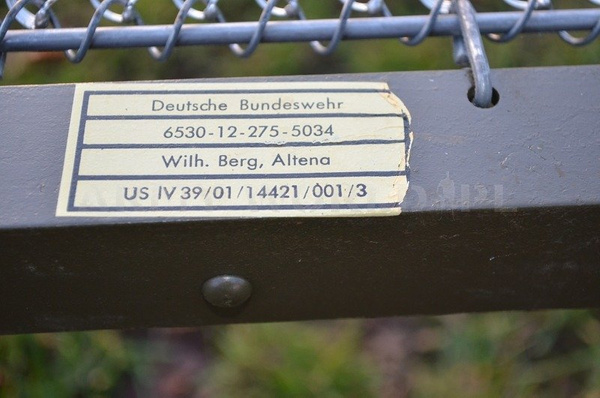 Deutsche Bundeswehr
6530-12-275-5034
Wilh. Berg, Altena
US IV 39/01/14421/001/3